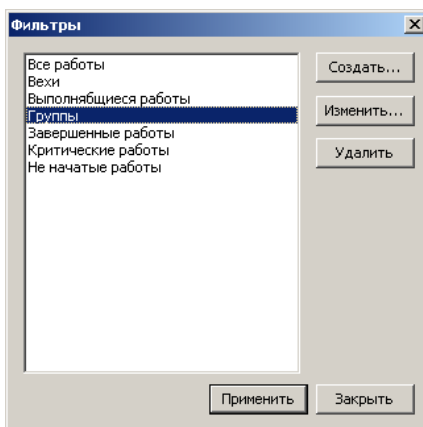 Фильтры
Все работы
Вехи
Выполнябщиеся работы
Группы
Завершенные работы
Критические работы
Не начатые работы
Создать...
Изменить...
Удалить
Применить
Закрыть